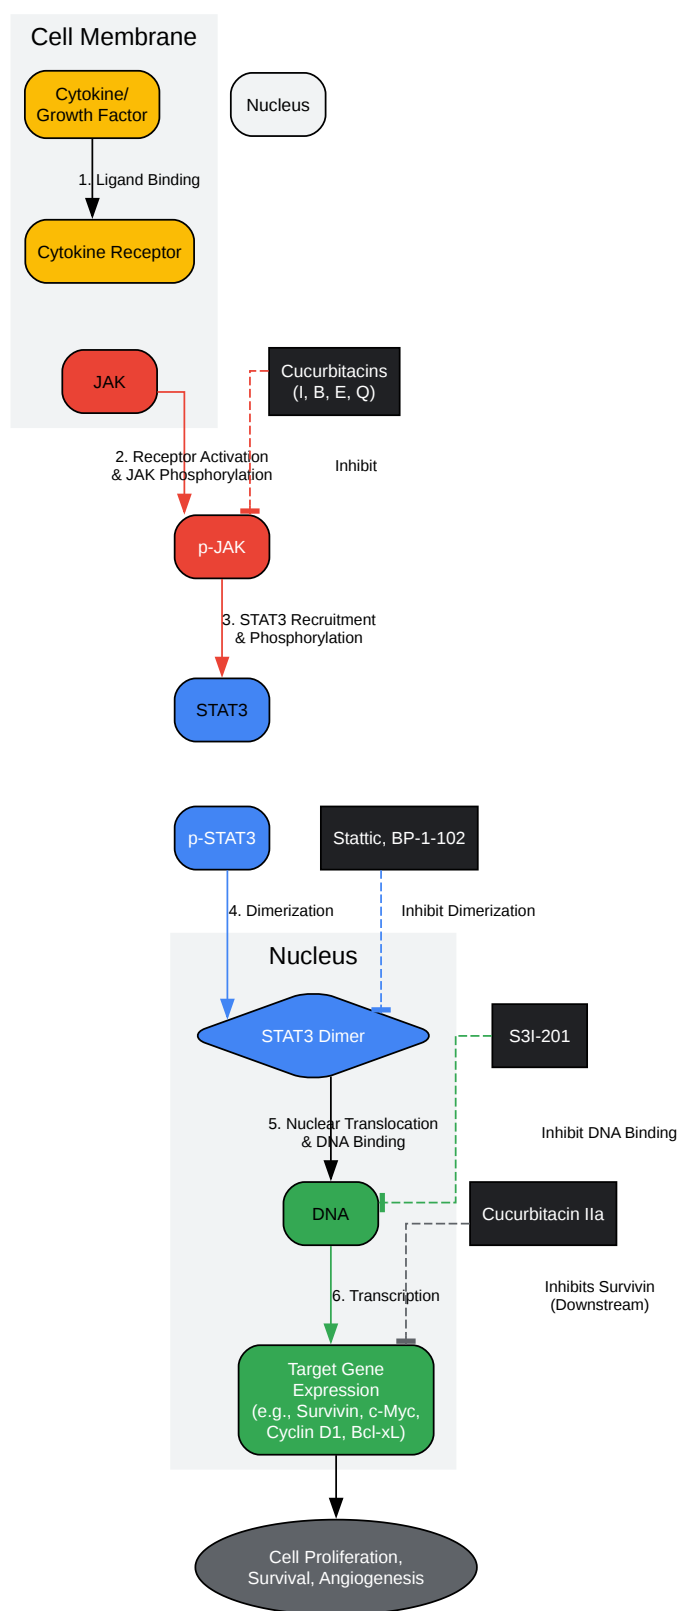 Cell Membrane
Cytokine/
Growth Factor
Nucleus
1. Ligand Binding
Cytokine Receptor
JAK
Cucurbitacins
(I, B, E, Q)
2. Receptor Activation
& JAK Phosphorylation
Inhibit
p-JAK
3. STAT3 Recruitment
& Phosphorylation
STAT3
p-STAT3
Stattic, BP-1-102
4. Dimerization
Inhibit Dimerization
Nucleus
STAT3 Dimer
S3I-201
5. Nuclear Translocation
& DNA Binding
Inhibit DNA Binding
DNA
Cucurbitacin IIa
6. Transcription
Inhibits Survivin
(Downstream)
Target Gene
Expression
(e.g., Survivin, c-Myc,
Cyclin D1, Bcl-xL)
Cell Proliferation,
Survival, Angiogenesis